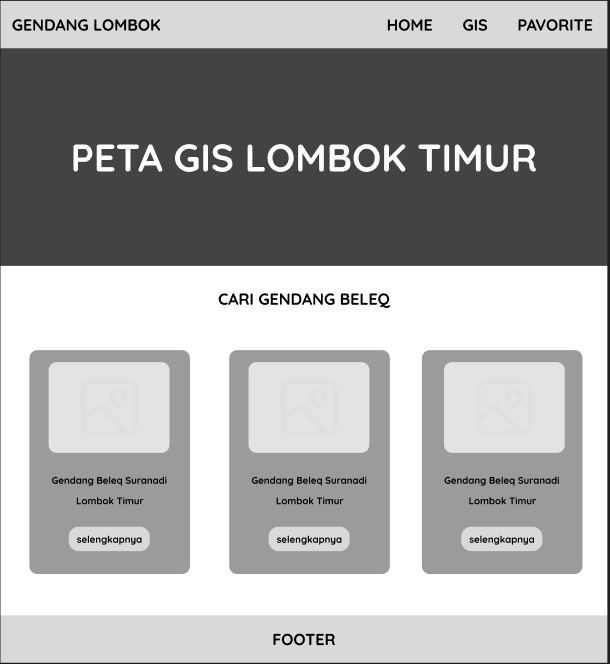 GENDANG LOMBOK HOME GIS PAVORITE
PETA GIS LOMBOK TIMUR
CARI GENDANG BELEQ
Gendang Beleq Suranadi
Lombok Timur
selengkapnya
Gendang Beleq Suranadi
Lombok Timur
selengkapnya
Gendang Beleq Suranadi
Lombok Timur
selengkapnya
FOOTER